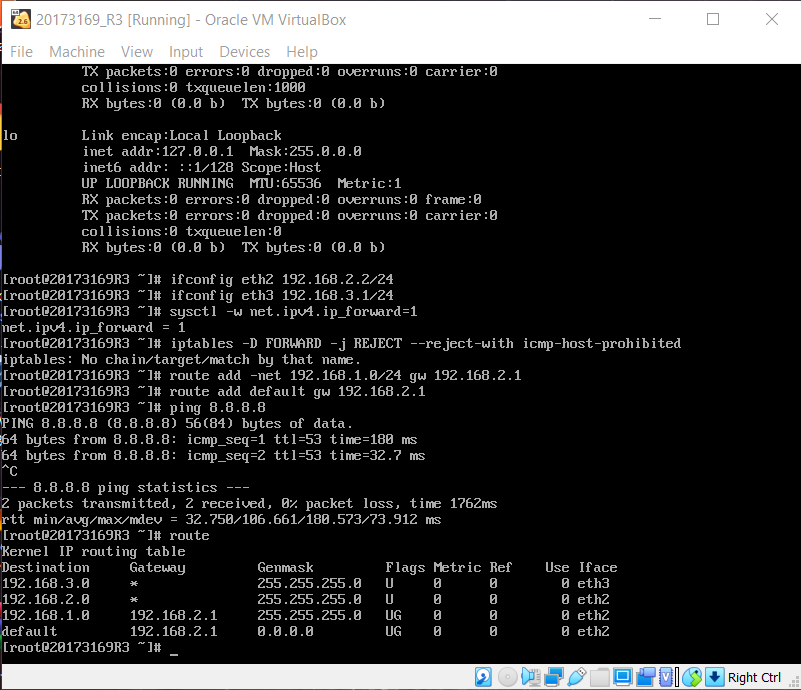 20173169_R3 [Running] - Oracle VM VirtualBox
File Machine View Input Devices Help
TX packets:0 errors:0 dropped:0 overruns:0 carrier:0
collisions:0 txqueuelen:1000
RX bytes:0 (0.0 b)  TX bytes:0 (0.0 b)
lo        Link encap:Local Loopback
inet addr:127.0.0.1  Mask:255.0.0.0
inet6 addr: ::1/128 Scope:Host
UP LOOPBACK RUNNING  MTU:65536  Metric:1
RX packets:0 errors:0 dropped:0 overruns:0 frame:0
TX packets:0 errors:0 dropped:0 overruns:0 carrier:0
collisions:0 txqueuelen:0
RX bytes:0 (0.0 b)  TX bytes:0 (0.0 b)
[root@20173169R3 ~]# ifconfig eth2 192.168.2.2/24
[root@20173169R3 ~]# ifconfig eth3 192.168.3.1/24
[root@20173169R3 ~]# sysctl -w net.ipv4.ip_forward=1
net.ipv4.ip_forward = 1
[root@20173169R3 ~]# iptables -D FORWARD -j REJECT --reject-with icmp-host-prohibited
iptables: No chain/target/match by that name.
[root@20173169R3 ~]# route add -net 192.168.1.0/24 gw 192.168.2.1
[root@20173169R3 ~]# route add default gw 192.168.2.1
[root@20173169R3 ~]# ping 8.8.8.8
PING 8.8.8.8 (8.8.8.8) 56(84) bytes of data.
64 bytes from 8.8.8.8: icmp_seq=1 ttl=53 time=180 ms
64 bytes from 8.8.8.8: icmp_seq=2 ttl=53 time=32.7 ms
^C
--- 8.8.8.8 ping statistics ---
2 packets transmitted, 2 received, 0% packet loss, time 1762ms
rtt min/avg/max/mdev = 32.750/106.661/180.573/73.912 ms
[root@20173169R3 ~]# route
Kernel IP routing table
Destination     Gateway         Genmask         Flags Metric Ref    Use Iface
192.168.3.0     *               255.255.255.0   U     0      0        0 eth3
192.168.2.0     *               255.255.255.0   U     0      0        0 eth2
192.168.1.0     192.168.2.1     255.255.255.0   UG    0      0        0 eth2
default         192.168.2.1     0.0.0.0         UG    0      0        0 eth2
[root@20173169R3 ~]# _
Right Ctrl